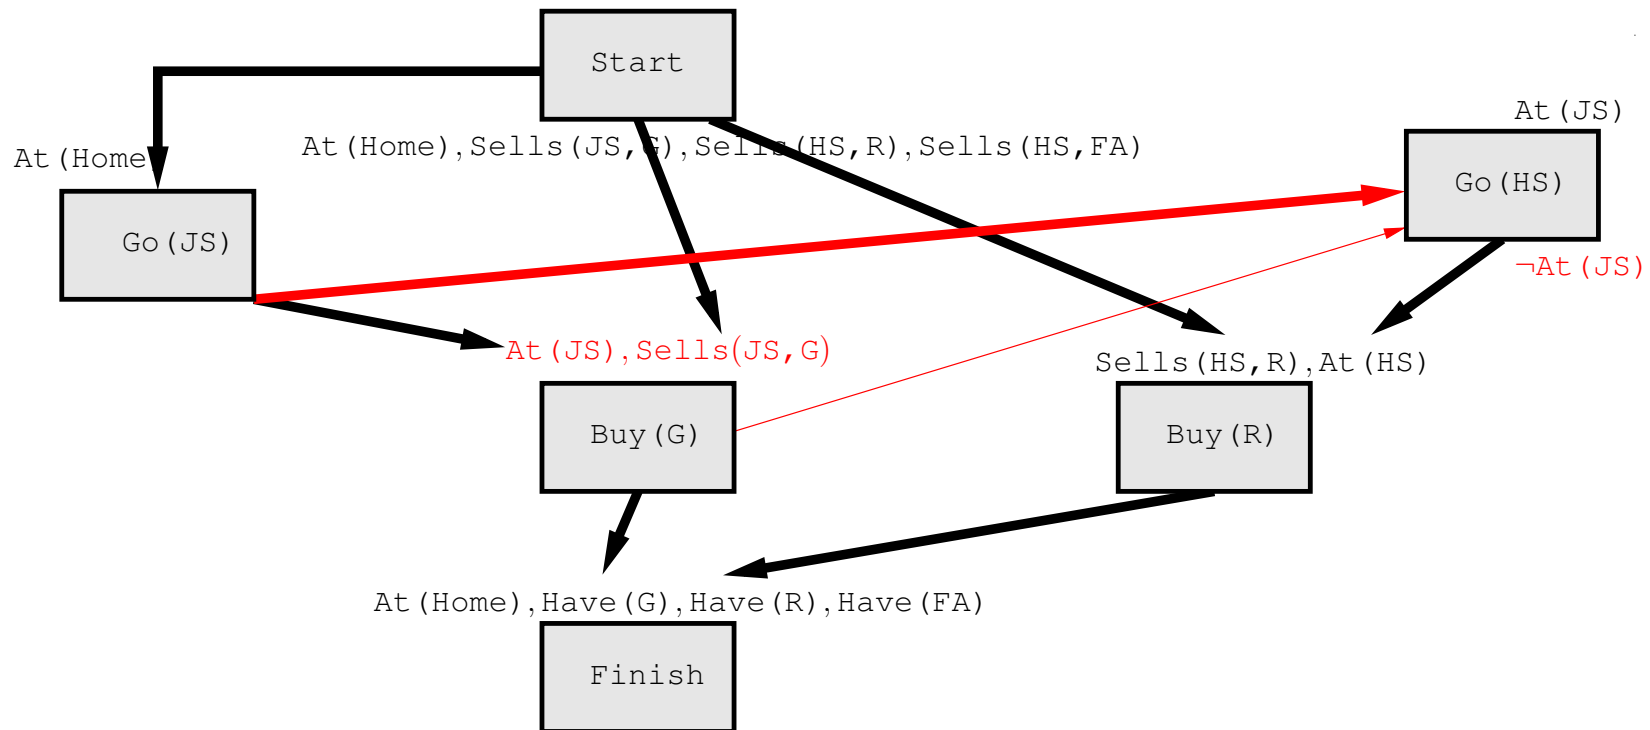 Start
At(JS)
At(Home), Sells(JS,G), Sells(HS,R), Sells(HS,FA)
At(Home
Go(HS)
Go(JS)
¬At(JS)
At(JS), Sells(JS,G)
Sells(HS,R), At(HS)
Buy(G)
Buy(R)
At(Home), Have(G), Have(R), Have(FA)
Finish